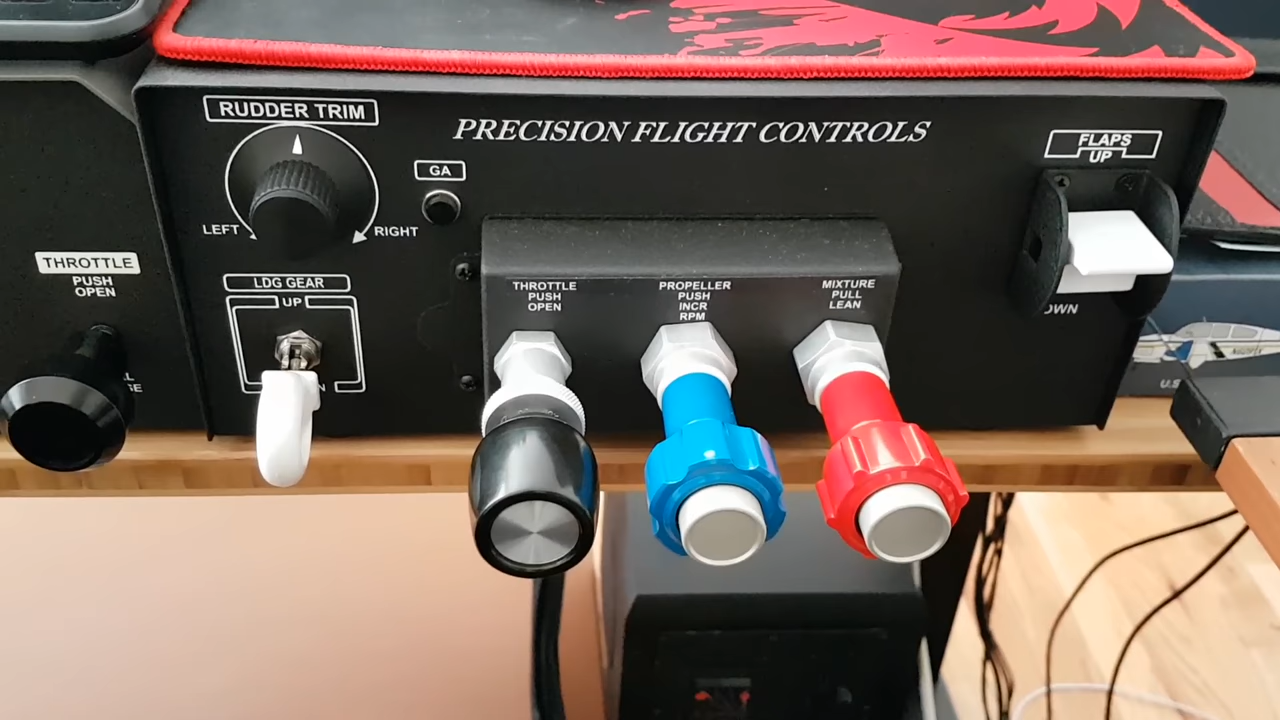 RUDDER TRIM
PRECISION FLIGHT CONTROLS
FLAPS
UP
GA
LEFT
RIGHT
THROTTLE
PUSH
OPEN
LDG GEAR
UP
THROTTLE
PUSH
OPEN
PROPELLER
PUSH
INCR
RPM
MIXTURE
PULL
LEAN